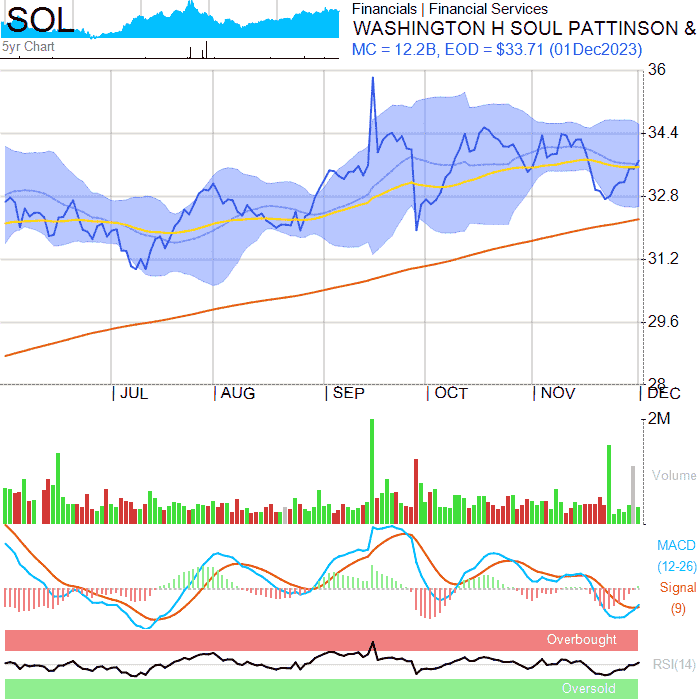 SOL
5yr Chart
Financials | Financial Services
WASHINGTON H SOUL PATTINSON &
MC = 12.2B, EOD = $33.71 (01Dec2023)
36
34.4
32.8
31.2
29.6
28
JUL
AUG
SEP
OCT
NOV
DEC
2M
Volume
MACD
(12-26)
Signal
(9)
Overbought
RSI(14)
Oversold